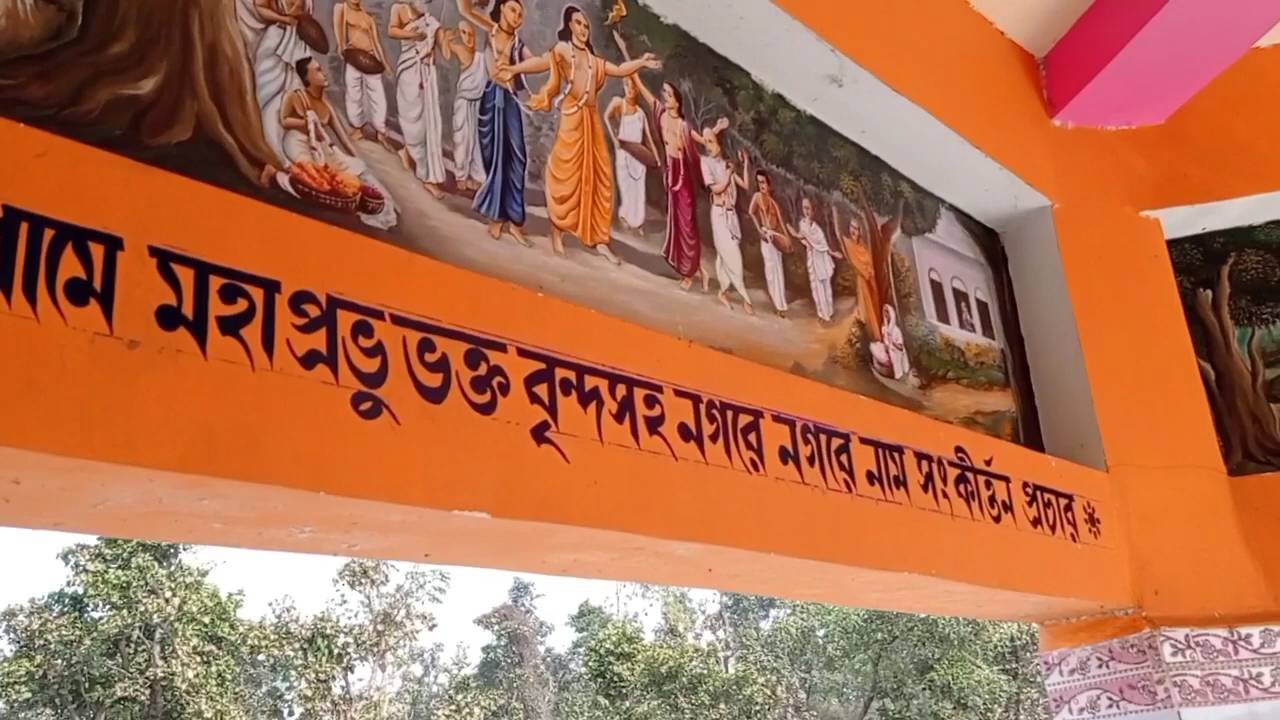 মহাপ্রভু ভক্ত বৃন্দসহ নগরে নগরে নাম সংকীর্ত্তন প্রচার